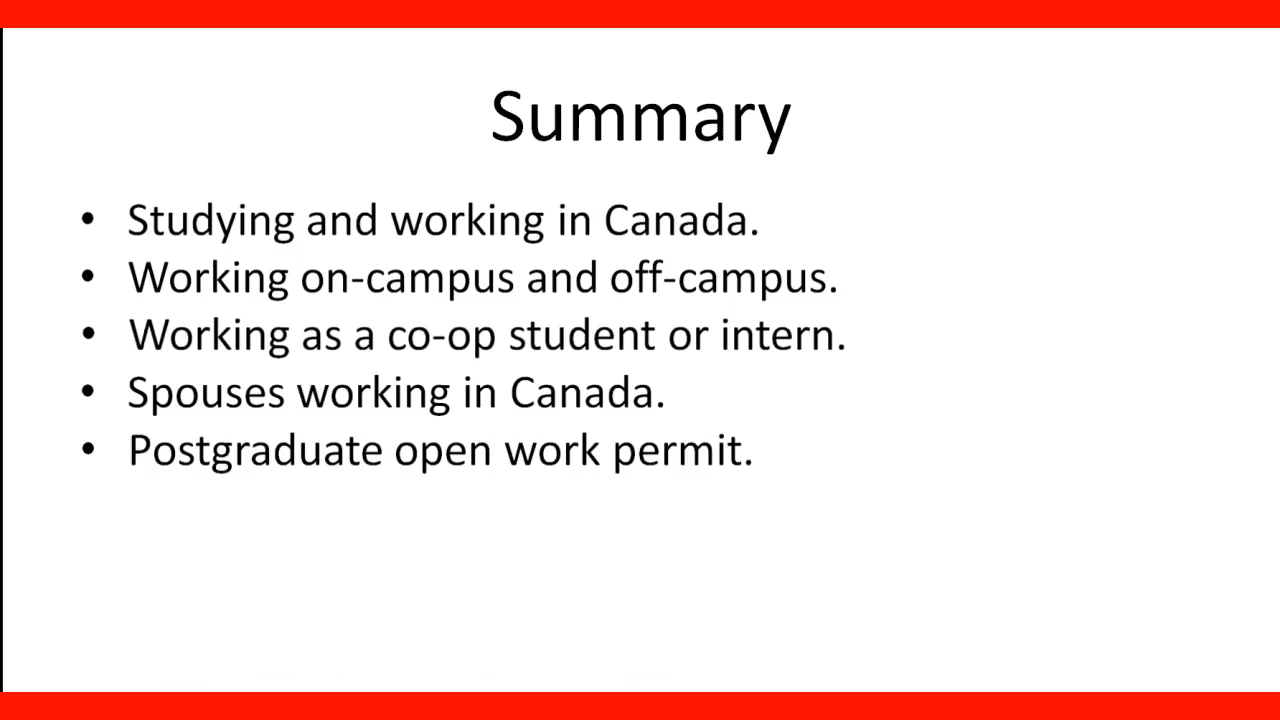 Summary
• Studying and working in Canada.
• Working on-campus and off-campus.
• Working as a co-op student or intern.
• Spouses working in Canada.
• Postgraduate open work permit.